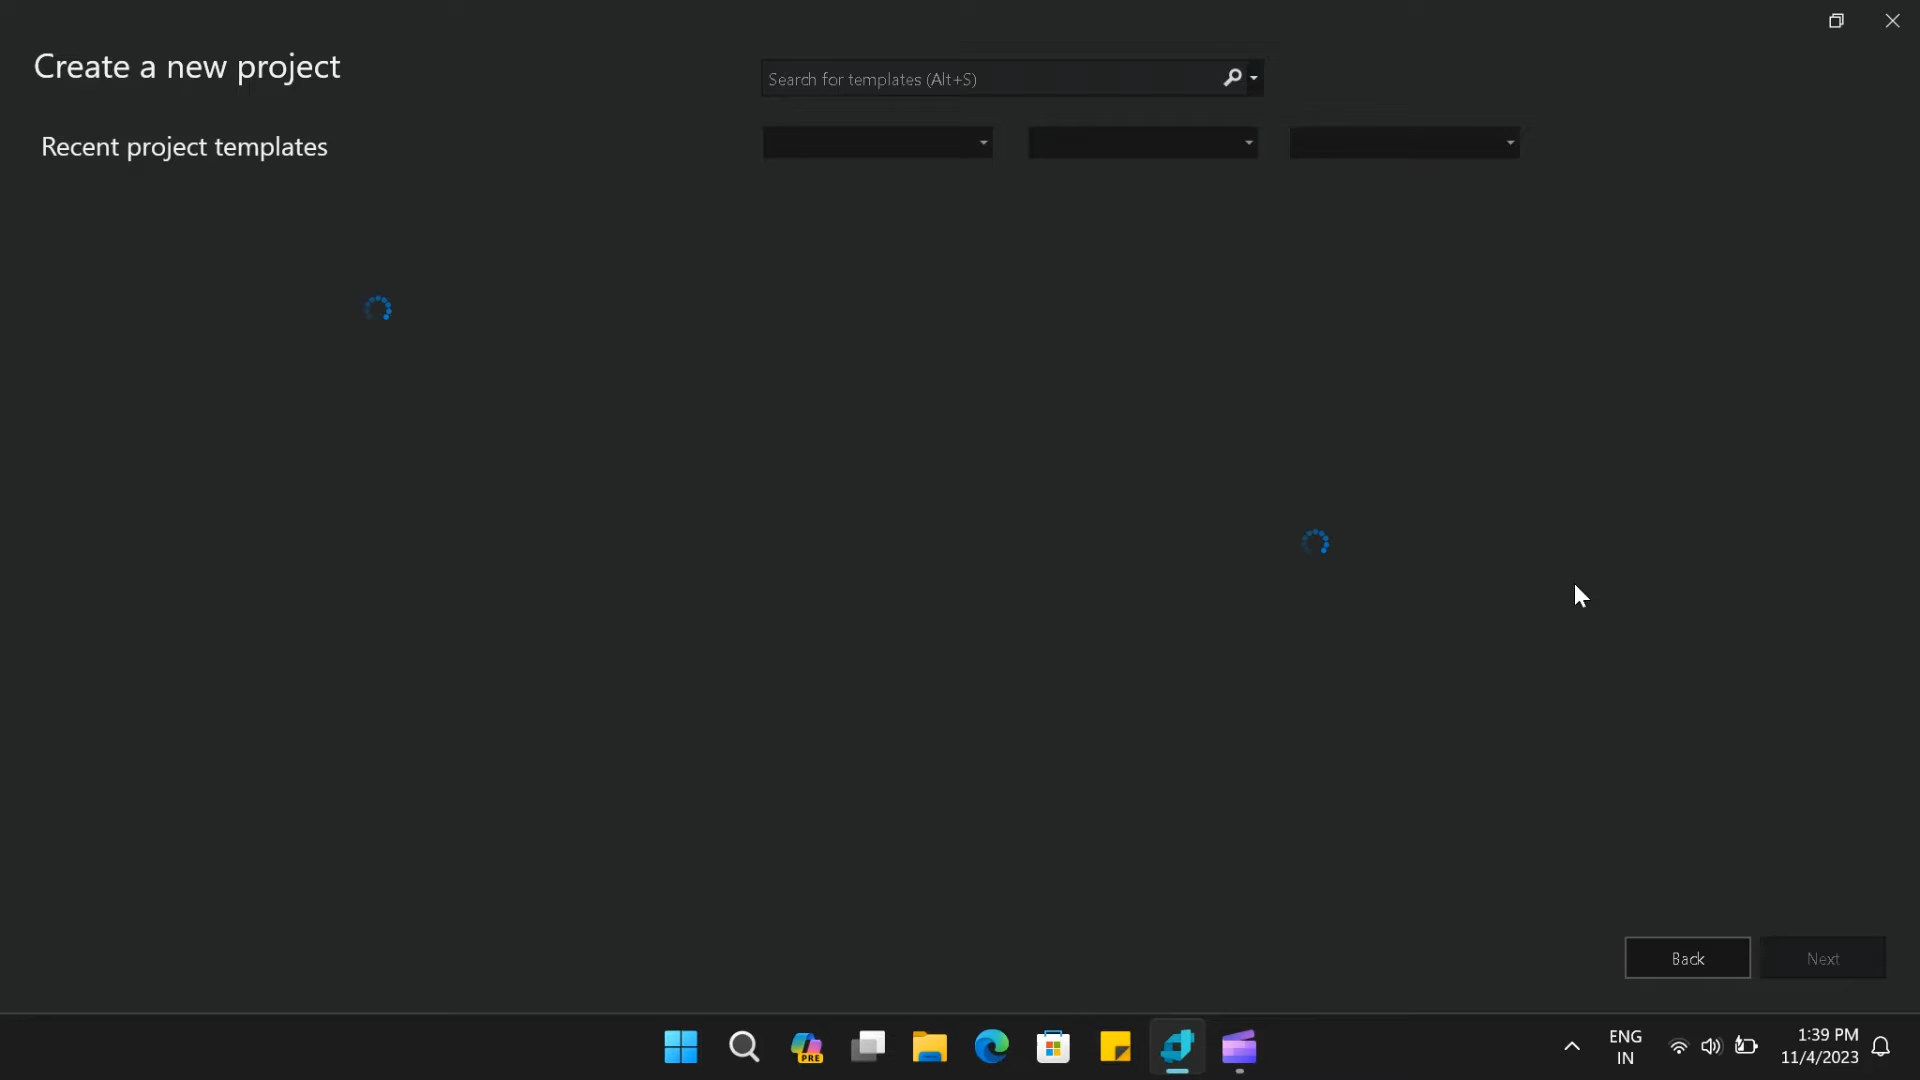 Create a new project
Search for templates (Alt+S)
Recent project templates
Back
Next
PRE
ENG
IN
1:39 PM
11/4/2023